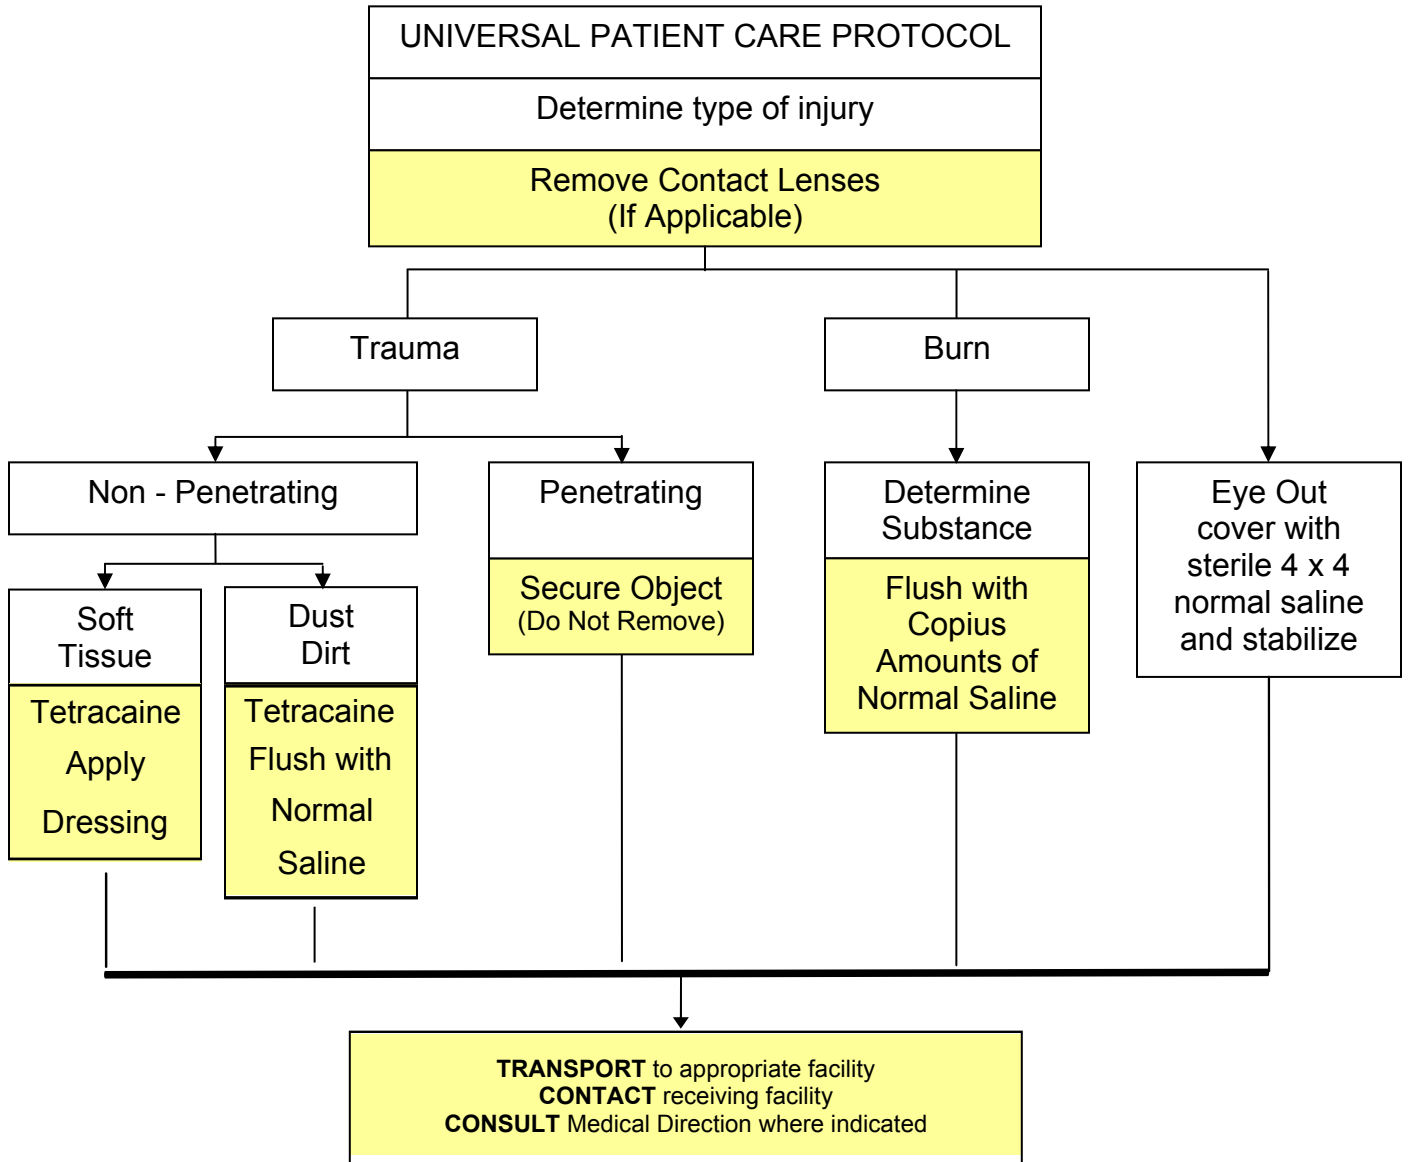 UNIVERSAL PATIENT CARE PROTOCOL
Determine type of injury
Remove Contact Lenses
(If Applicable)
Trauma
Burn
Non - Penetrating
Penetrating
Secure Object
(Do Not Remove)
Determine
Substance
Flush with
Copius
Amounts of
Normal Saline
Eye Out
cover with
sterile 4 x 4
normal saline
and stabilize
Soft
Tissue
Tetracaine
Apply
Dressing
Dust
Dirt
Tetracaine
Flush with
Normal
Saline
TRANSPORT to appropriate facility
CONTACT receiving facility
CONSULT Medical Direction where indicated